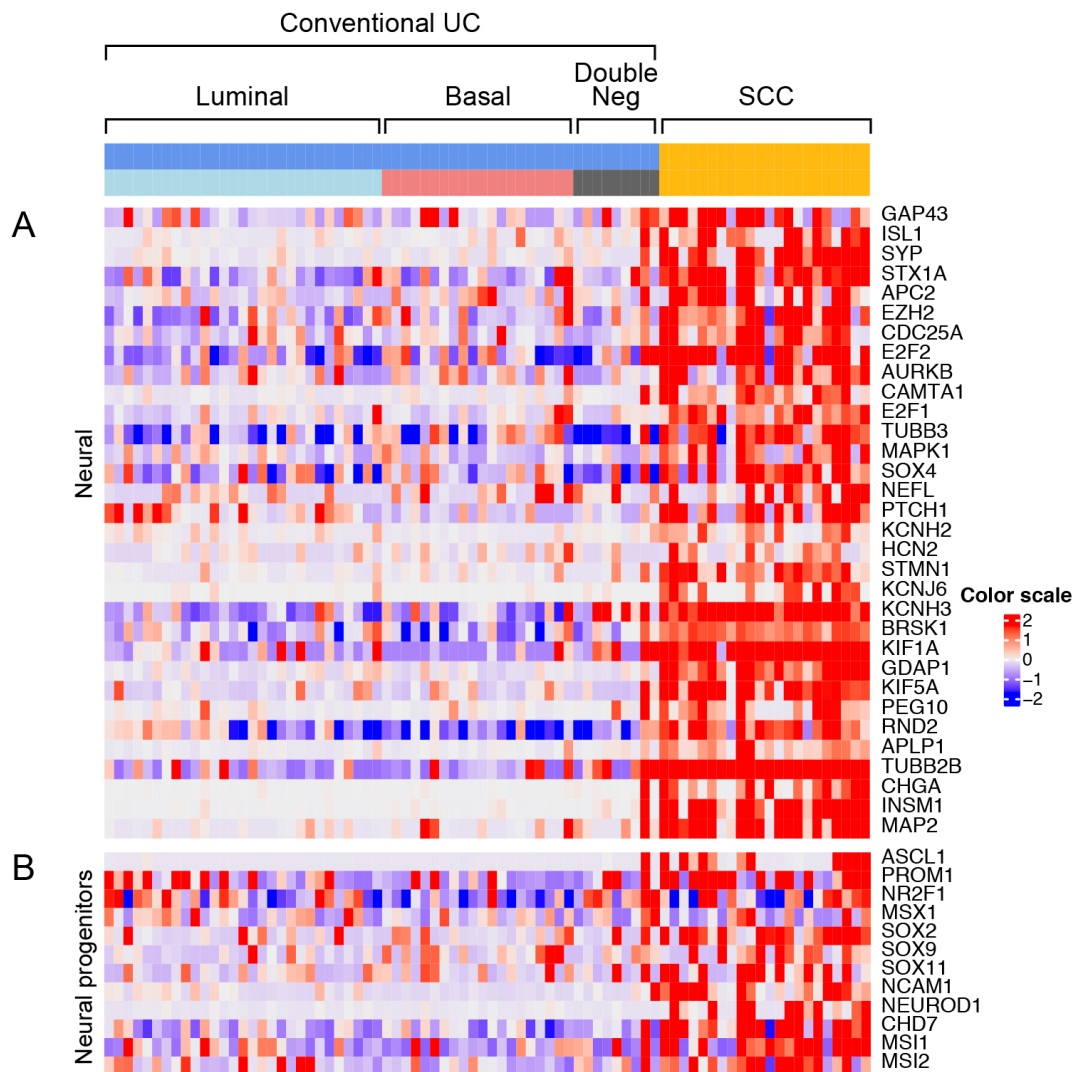 Conventional UC
Luminal
Basal
Double
Neg
SCC
A
Neural
GAP43
ISL1
SYP
STX1A
APC2
EZH2
CDC25A
E2F2
AURKB
CAMTA1
E2F1
TUBB3
MAPK1
SOX4
NEFL
PTCH1
KCNH2
HCN2
STMN1
KCNJ6
KCNH3
BRSK1
KIF1A
GDAP1
KIF5A
PEG10
RND2
APLP1
TUBB2B
CHGA
INSM1
MAP2
Color scale
2
1
0
−1
−2
B
Neural progenitors
ASCL1
PROM1
NR2F1
MSX1
SOX2
SOX9
SOX11
NCAM1
NEUROD1
CHD7
MSI1
MSI2